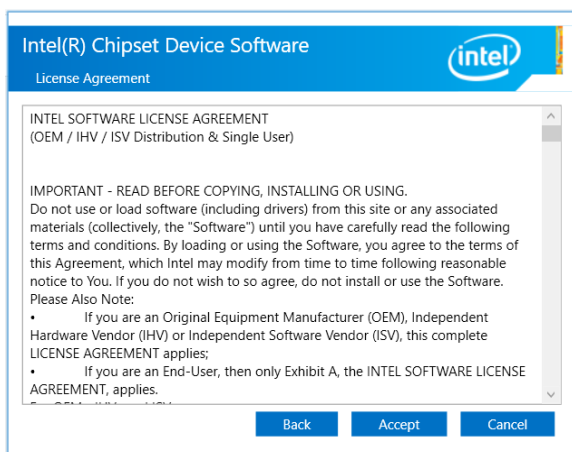 Intel(R) Chipset Device Software
intel
License Agreement
INTEL SOFTWARE LICENSE AGREEMENT
(OEM / IHV / ISV Distribution & Single User)
IMPORTANT - READ BEFORE COPYING, INSTALLING OR USING.
Do not use or load software (including drivers) from this site or any associated
materials (collectively, the "Software") until you have carefully read the following
terms and conditions. By loading or using the Software, you agree to the terms of
this Agreement, which Intel may modify from time to time following reasonable
notice to You. If you do not wish to so agree, do not install or use the Software.
Please Also Note:
• If you are an Original Equipment Manufacturer (OEM), Independent
Hardware Vendor (IHV) or Independent Software Vendor (ISV), this complete
LICENSE AGREEMENT applies;
• If you are an End-User, then only Exhibit A, the INTEL SOFTWARE LICENSE
AGREEMENT, applies.
Back Accept Cancel